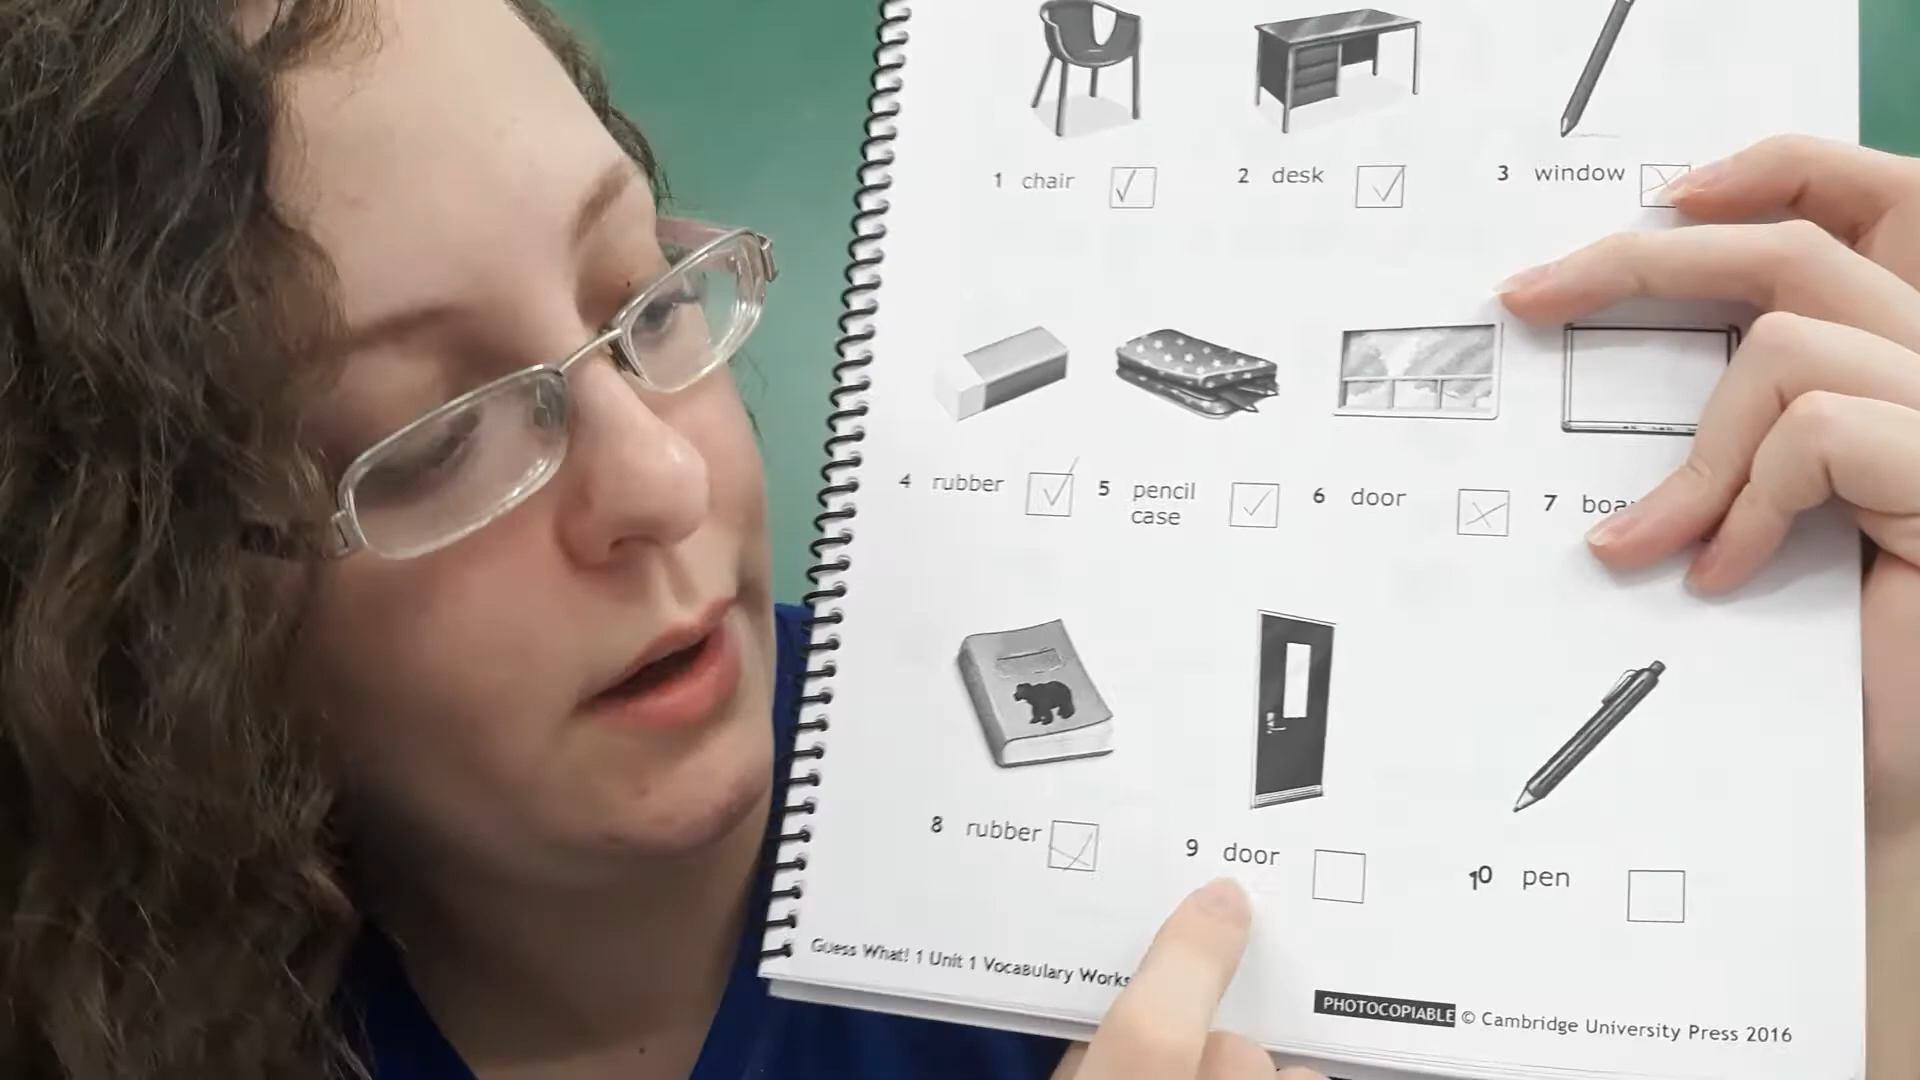 1 chair
2 desk
3 window
4 rubber
5 pencil case
6 door
7
8 rubber
9 door
10 pen
Guess What! 1 Unit 1 Vocabulary
PHOTOCOPIABLE © Cambridge University Press 2016